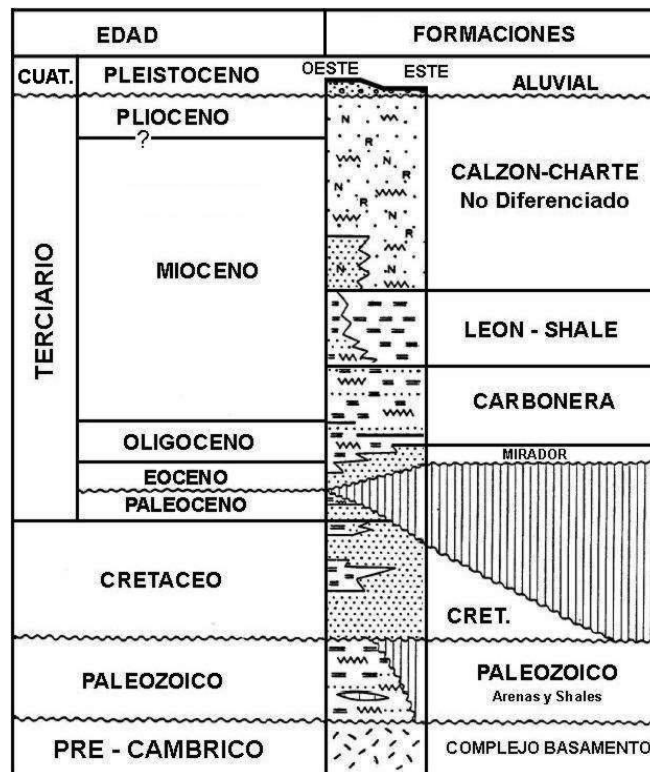 EDAD
FORMACIONES
CUAT.
PLEISTOCENO
OESTE
ESTE
ALUVIAL
TERCIARIO
PLIOCENO
?
CALZON-CHARTE
No Diferenciado
MIOCENO
LEON - SHALE
CARBONERA
OLIGOCENO
MIRADOR
EOCENO
PALEOCENO
CRETACEO
CRET.
PALEOZOICO
PALEOZOICO
Arenas y Shales
PRE - CAMBRICO
COMPLEJO BASAMENTO
N
R
N
R
N
R
N
R
N
R
N